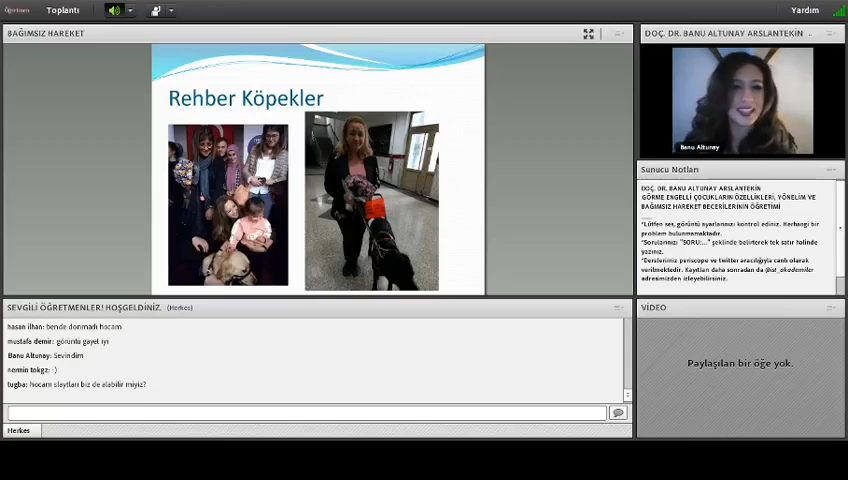 Öğretmen Toplantı Yardım
BAĞIMSIZ HAREKET
Rehber Köpekler
DOÇ. DR. BANU ALTUNAY ARSLANTEKİN ..
Banu Altunay
Sunucu Notları
DOÇ. DR. BANU ALTUNAY ARSLANTEKİN
GÖRME ENGELLİ ÇOCUKLARIN ÖZELLİKLERİ, YÖNELİM VE
BAĞIMSIZ HAREKET BECERİLERİNİN ÖĞRETİMİ
.....
*Lütfen ses, görüntü ayarlarınızı kontrol ediniz. Herhangi bir
problem bulunmamaktadır.
*Sorularınızı "SORU:..." şeklinde belirterek tek satır halinde
yazınız.
*Derslerimiz periscope ve twitter aracılığıyla canlı olarak
verilmektedir. Kayıtları daha sonradan da @ist_akademiler
adresimizden izleyebilirsiniz.
SEVGİLİ ÖĞRETMENLER! HOŞGELDİNİZ. (Herkes)
hasan ilhan: bende donmadı hocam
mustafa demir: görüntü gayet iyi
Banu Altunay: Sevindim
nermin tokgz: :)
tugba: hocam slaytları biz de alabilir miyiz?
Herkes
VİDEO
Paylaşılan bir öğe yok.